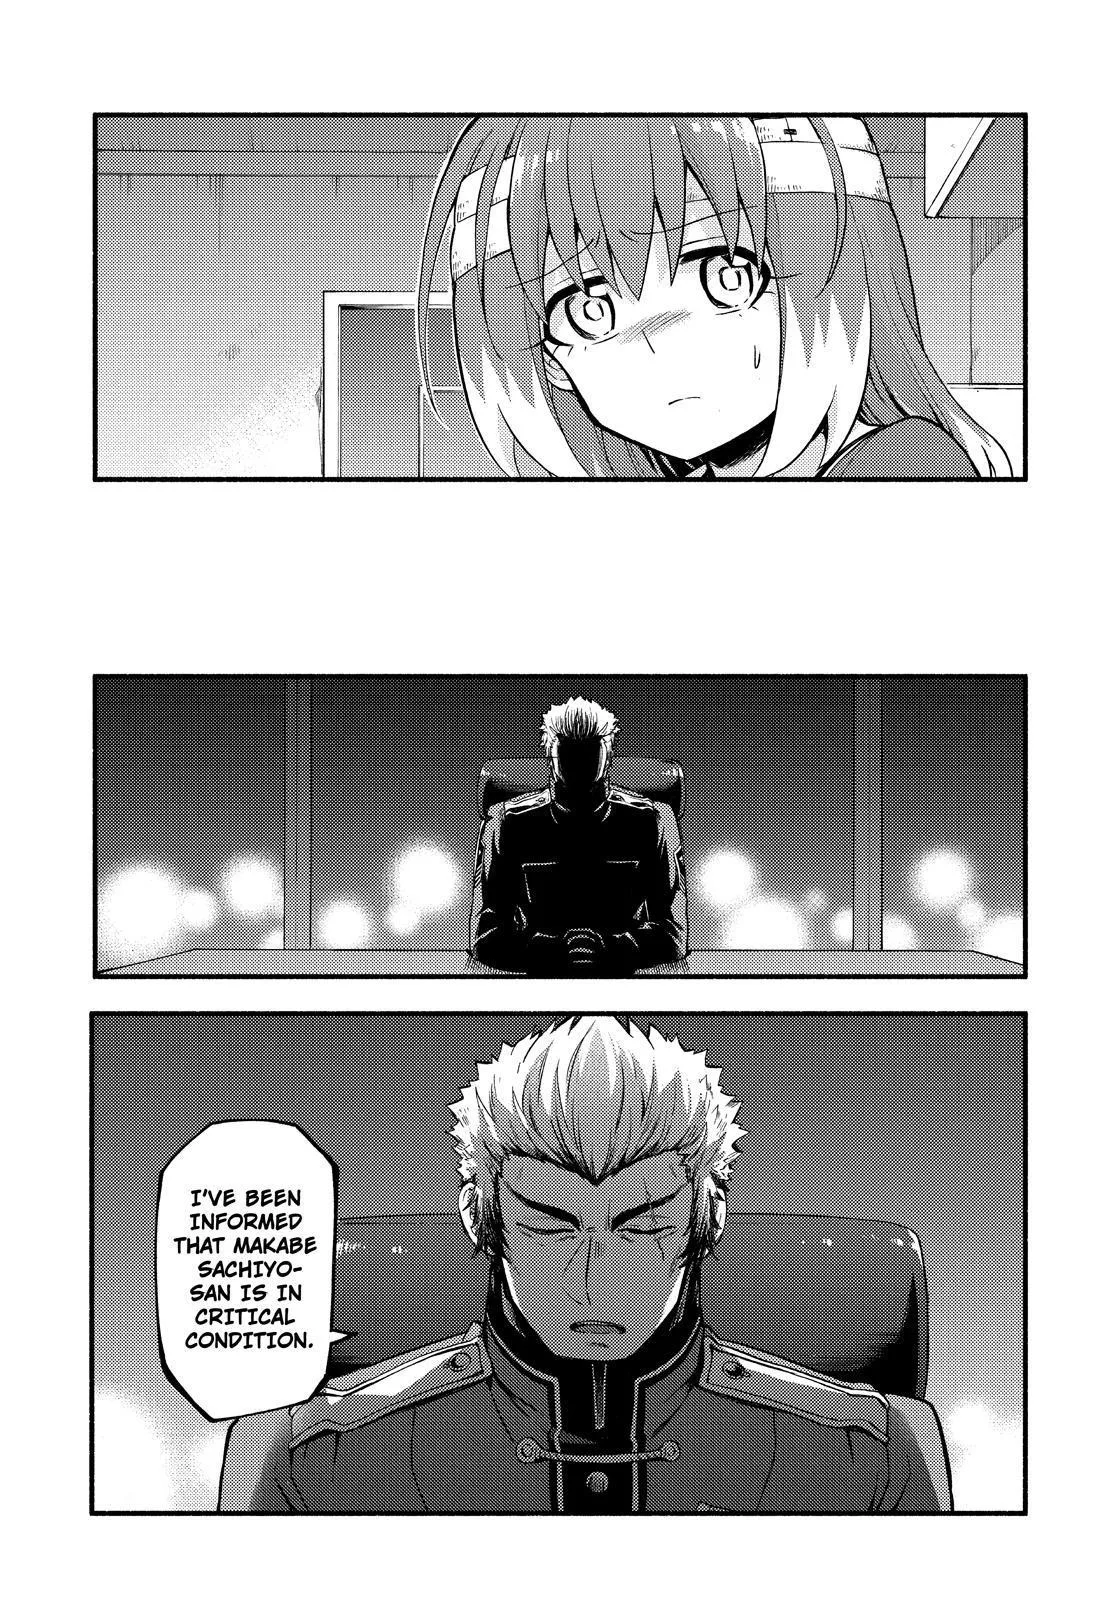 I'VE BEEN
INFORMED
THAT MAKABE
SACHIYO-
SAN IS IN
CRITICAL
CONDITION.